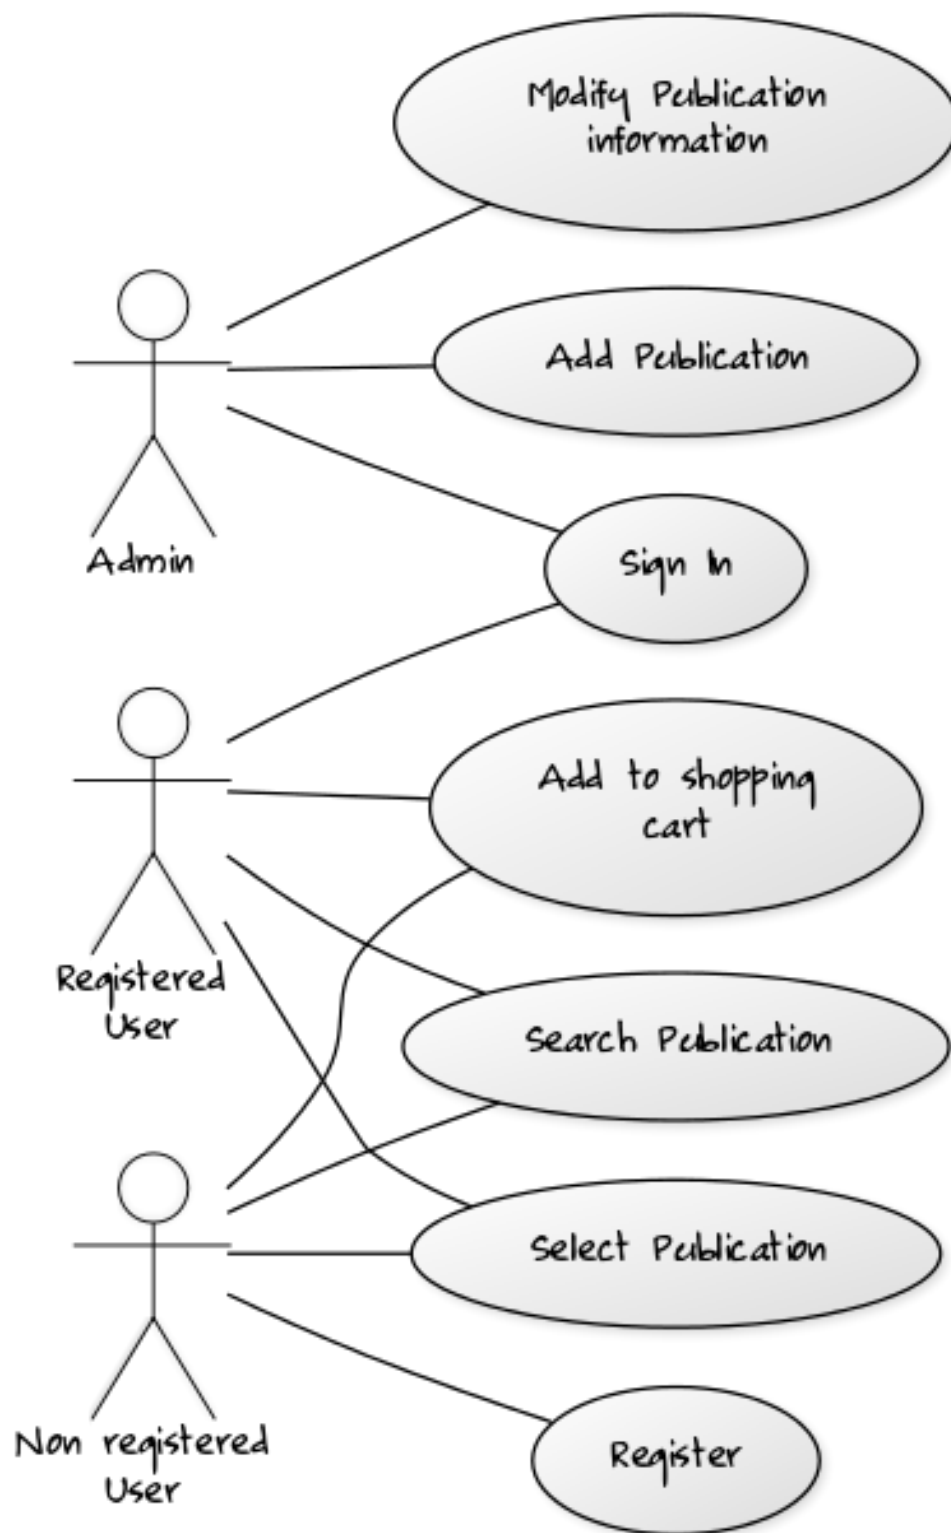 Modify Publication
information
Add Publication
Admin
Sign In
Add to shopping
cart
Registered
User
Search Publication
Select Publication
Non registered
User
Register